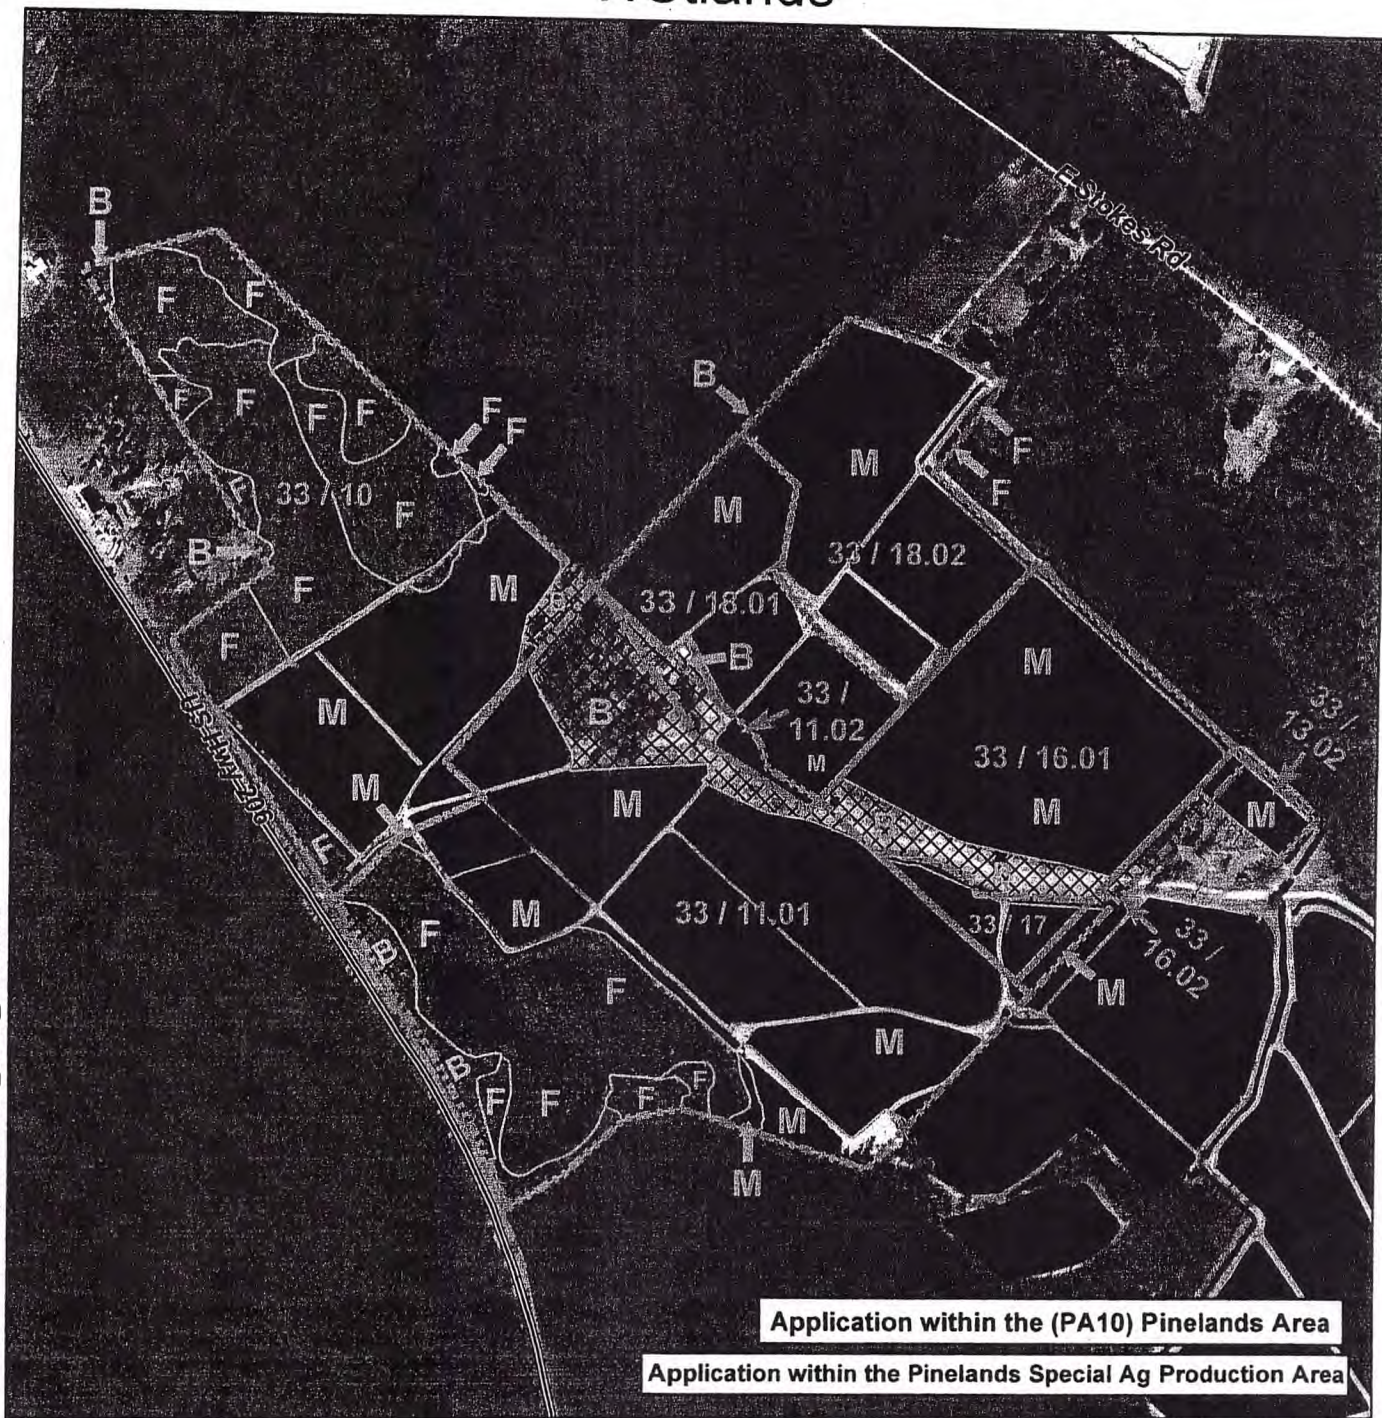 Wetlands
E Stokes Rd
B
F
F
B
F
F
F
F
F
F
M
F
F
M
33 / 10
F
F
B
33 / 18.02
M
F
33 / 18.01
B
F
M
B
33 /
11.02
33 /
13.02
B
M
M
33 / 16.01
US Hwy 206
M
M
M
M
M
F
M
33 / 11.01
33 / 17
33 /
16.02
F
B
F
M
M
B
F
F
F
F
M
M
Application within the (PA10) Pinelands Area
Application within the Pinelands Special Ag Production Area